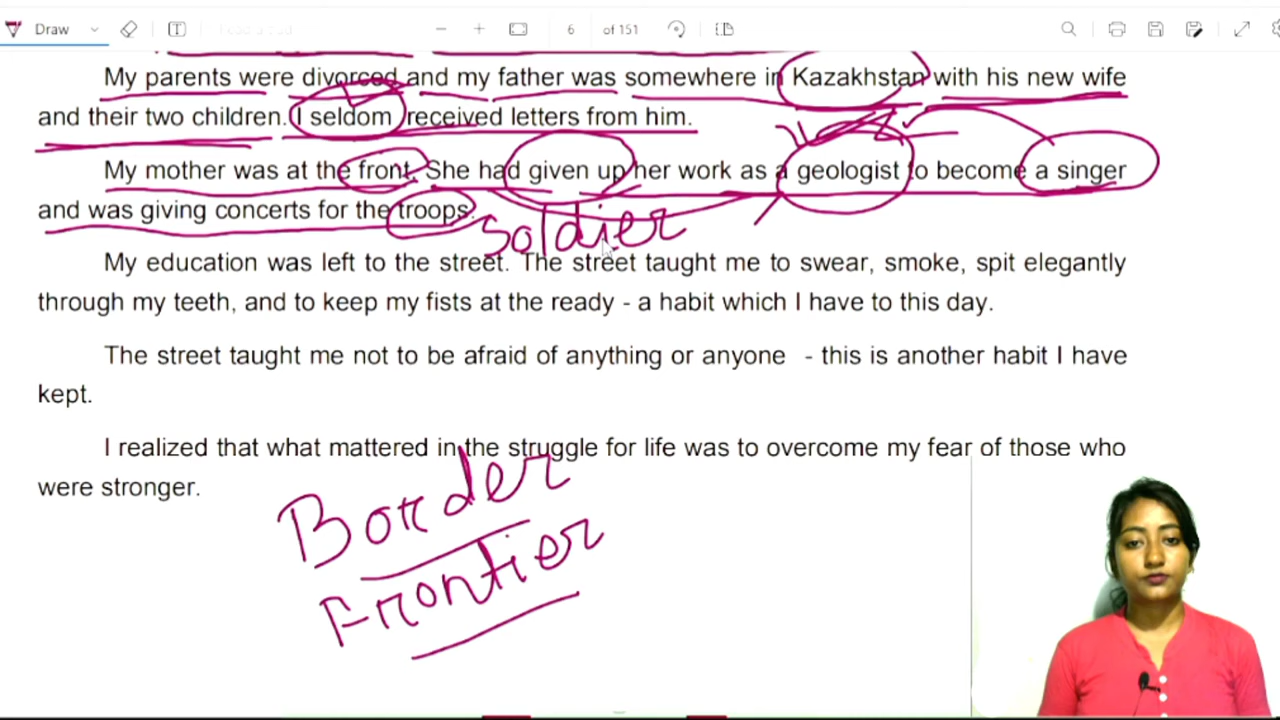 Draw
6 of 151
My parents were divorced and my father was somewhere in Kazakhstan with his new wife
and their two children. I seldom received letters from him.
My mother was at the front. She had given up her work as a geologist to become a singer
and was giving concerts for the troops.
soldier
My education was left to the street. The street taught me to swear, smoke, spit elegantly
through my teeth, and to keep my fists at the ready - a habit which I have to this day.
The street taught me not to be afraid of anything or anyone - this is another habit I have
kept.
I realized that what mattered in the struggle for life was to overcome my fear of those who
were stronger.
Border
Frontier